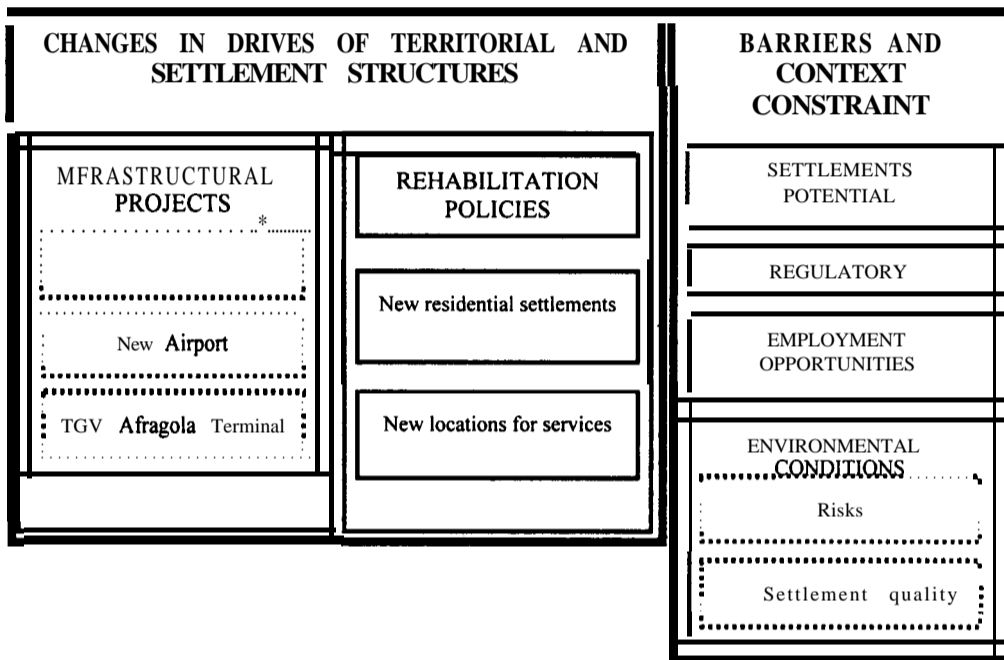 CHANGES IN DRIVES OF TERRITORIAL AND
SETTLEMENT STRUCTURES
MFRASTRUCTURAL
PROJECTS
*
New Airport
TGV Afragola Terminal
REHABILITATION
POLICIES
New residential settlements
New locations for services
BARRIERS AND
CONTEXT
CONSTRAINT
SETTLEMENTS
POTENTIAL
REGULATORY
EMPLOYMENT
OPPORTUNITIES
ENVIRONMENTAL
CONDITIONS
Risks
Settlement quality